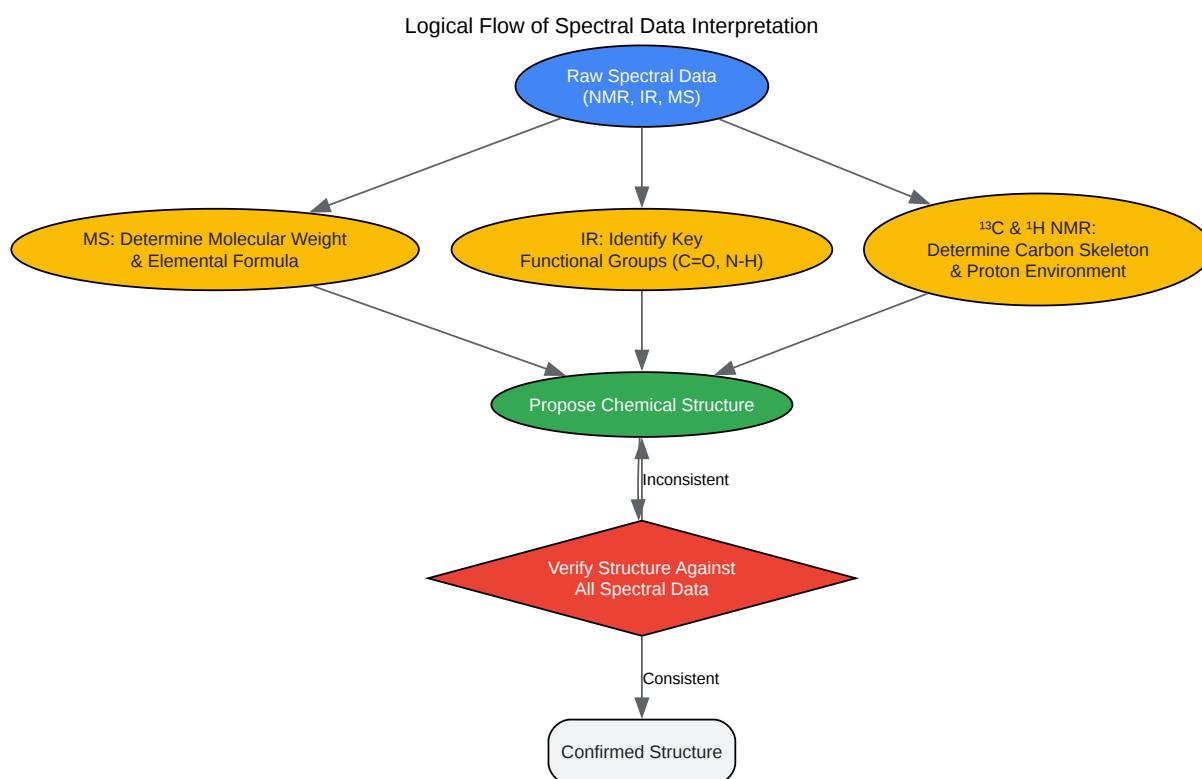 Logical Flow of Spectral Data Interpretation
Raw Spectral Data
(NMR, IR, MS)
MS: Determine Molecular Weight
& Elemental Formula
IR: Identify Key
Functional Groups (C=O, N-H)
¹³C & ¹H NMR:
Determine Carbon Skeleton
& Proton Environment
Propose Chemical Structure
Inconsistent
Verify Structure Against
All Spectral Data
Consistent
Confirmed Structure